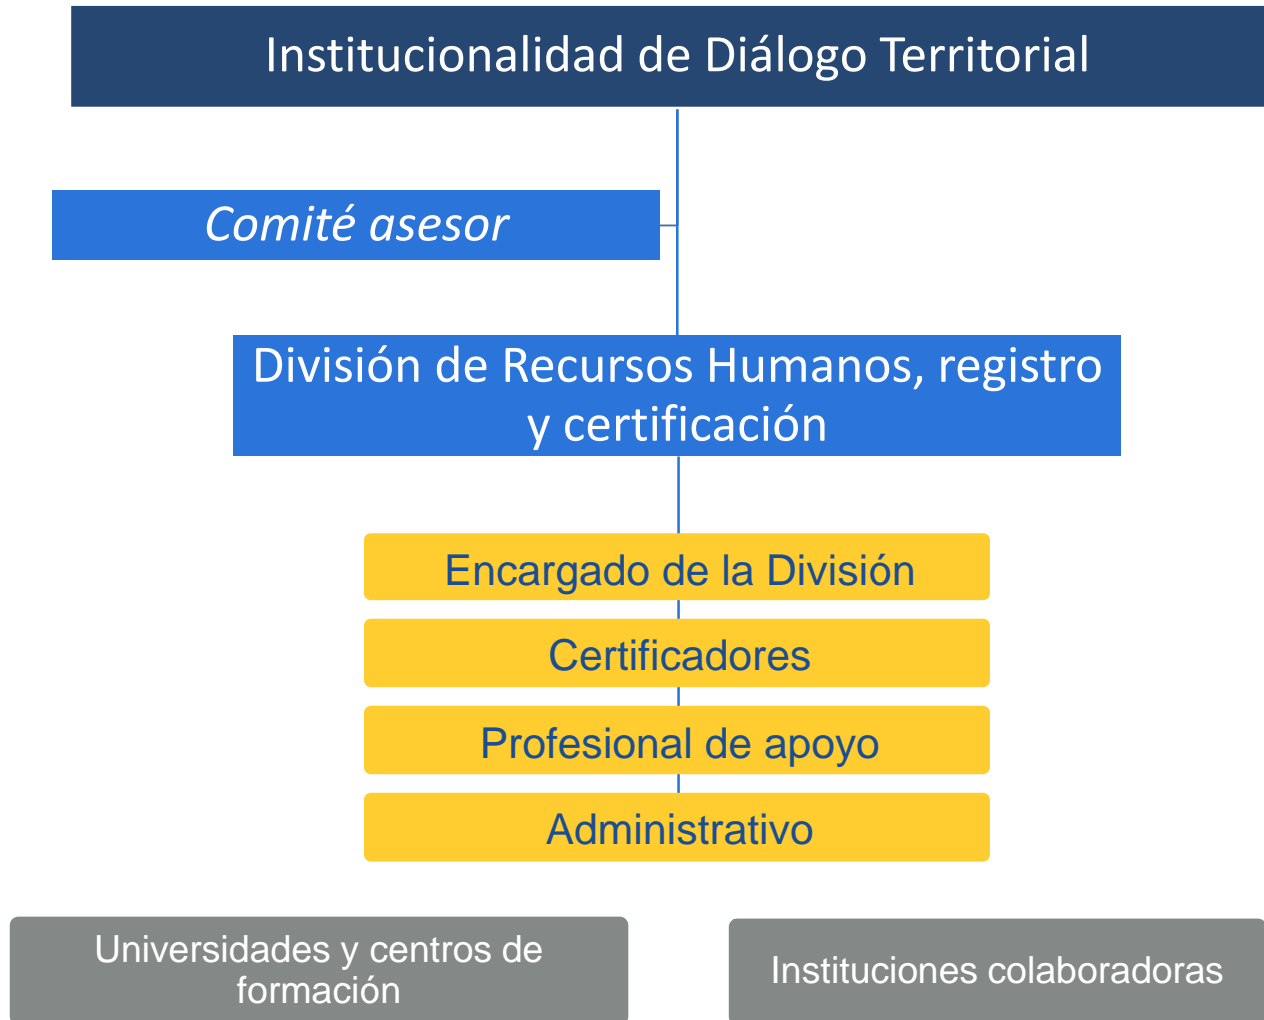 Institucionalidad de Diálogo Territorial
Comité asesor
División de Recursos Humanos, registro
y certificación
Encargado de la División
Certificadores
Profesional de apoyo
Administrativo
Universidades y centros de
formación
Instituciones colaboradoras